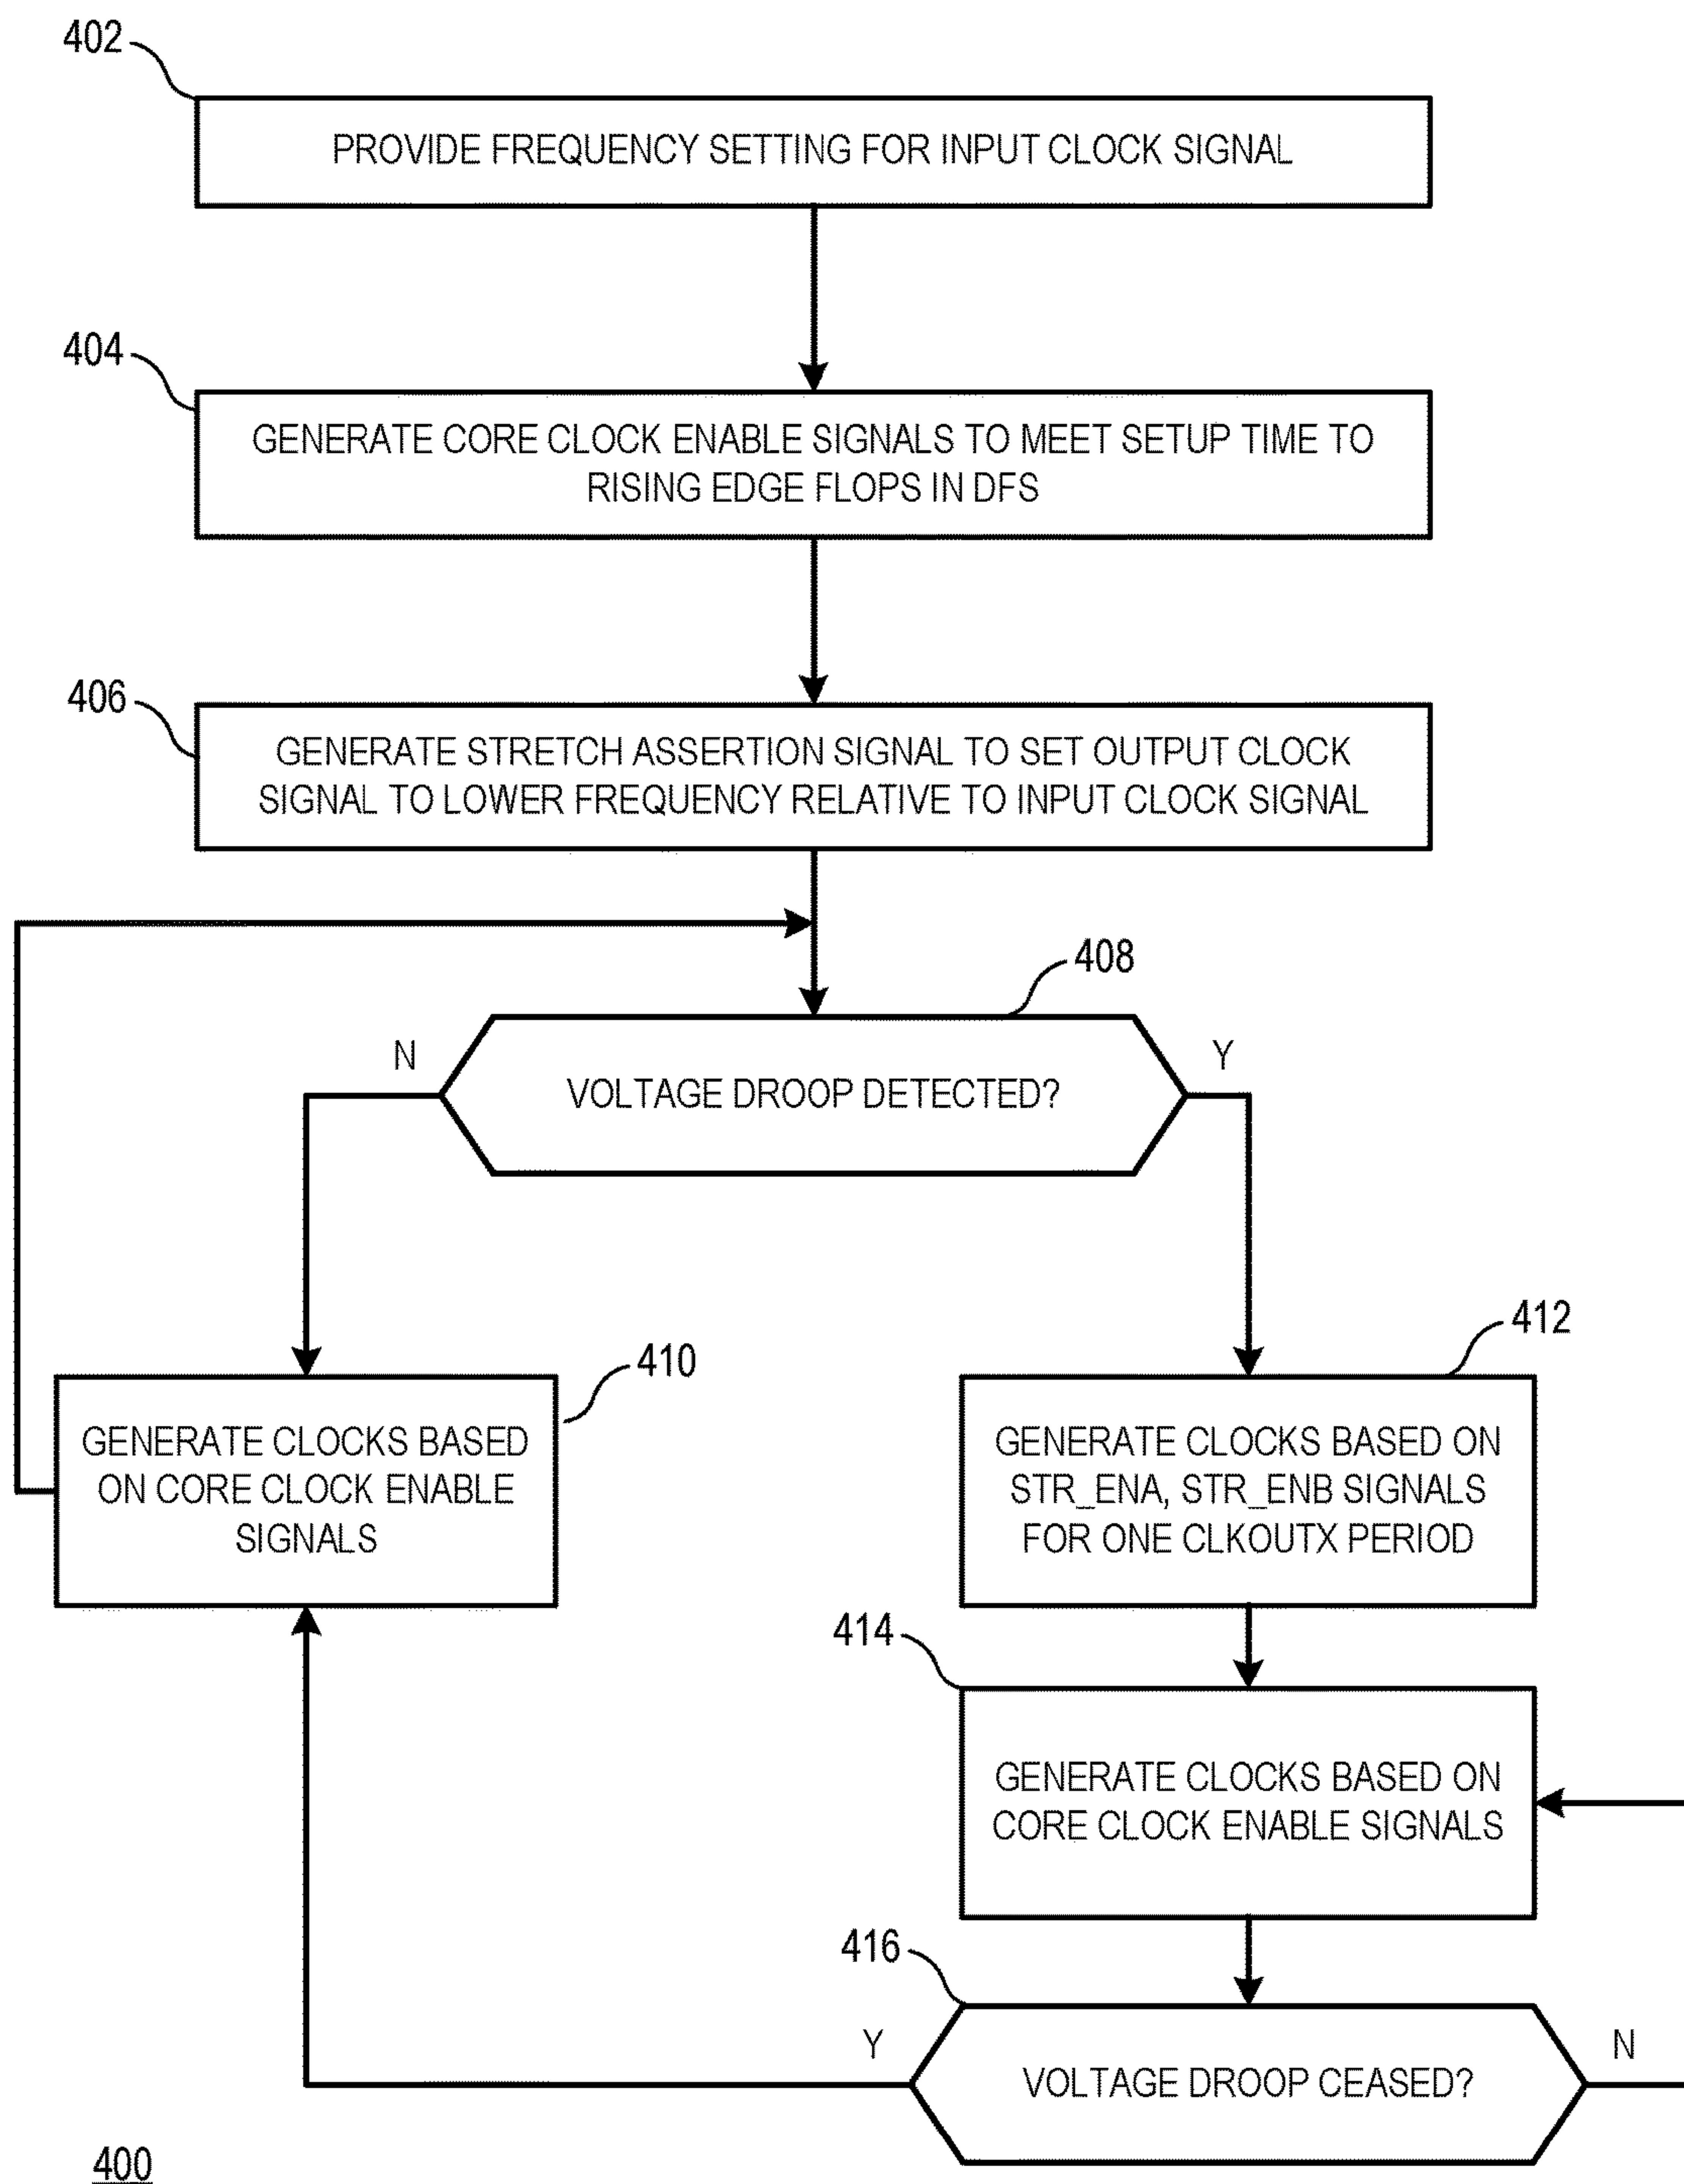 402
PROVIDE FREQUENCY SETTING FOR INPUT CLOCK SIGNAL
404
GENERATE CORE CLOCK ENABLE SIGNALS TO MEET SETUP TIME TO
RISING EDGE FLOPS IN DFS
406
GENERATE STRETCH ASSERTION SIGNAL TO SET OUTPUT CLOCK
SIGNAL TO LOWER FREQUENCY RELATIVE TO INPUT CLOCK SIGNAL
408
N
Y
VOLTAGE DROOP DETECTED?
410
GENERATE CLOCKS BASED
ON CORE CLOCK ENABLE
SIGNALS
412
GENERATE CLOCKS BASED ON
STR_ENA, STR_ENB SIGNALS
FOR ONE CLKOUTX PERIOD
414
GENERATE CLOCKS BASED ON
CORE CLOCK ENABLE SIGNALS
416
Y
N
VOLTAGE DROOP CEASED?
400